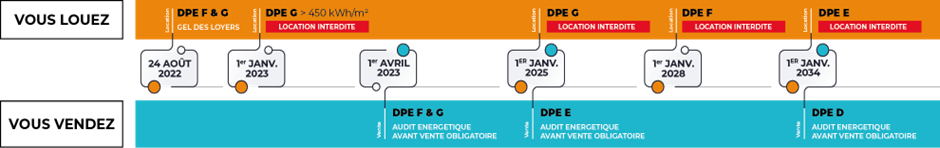 VOUS LOUEZ
Location
DPE F & G
GEL DES LOYERS
Location
DPE G > 450 kWh/m²
LOCATION INTERDITE
Location
DPE G
LOCATION INTERDITE
Location
DPE F
LOCATION INTERDITE
Location
DPE E
LOCATION INTERDITE
24 AOÛT
2022
1er JANV.
2023
1er AVRIL
2023
1ER JANV.
2025
1er JANV.
2028
1ER JANV.
2034
VOUS VENDEZ
Vente
DPE F & G
AUDIT ENERGETIQUE
AVANT VENTE OBLIGATOIRE
Vente
DPE E
AUDIT ENERGETIQUE
AVANT VENTE OBLIGATOIRE
Vente
DPE D
AUDIT ENERGETIQUE
AVANT VENTE OBLIGATOIRE